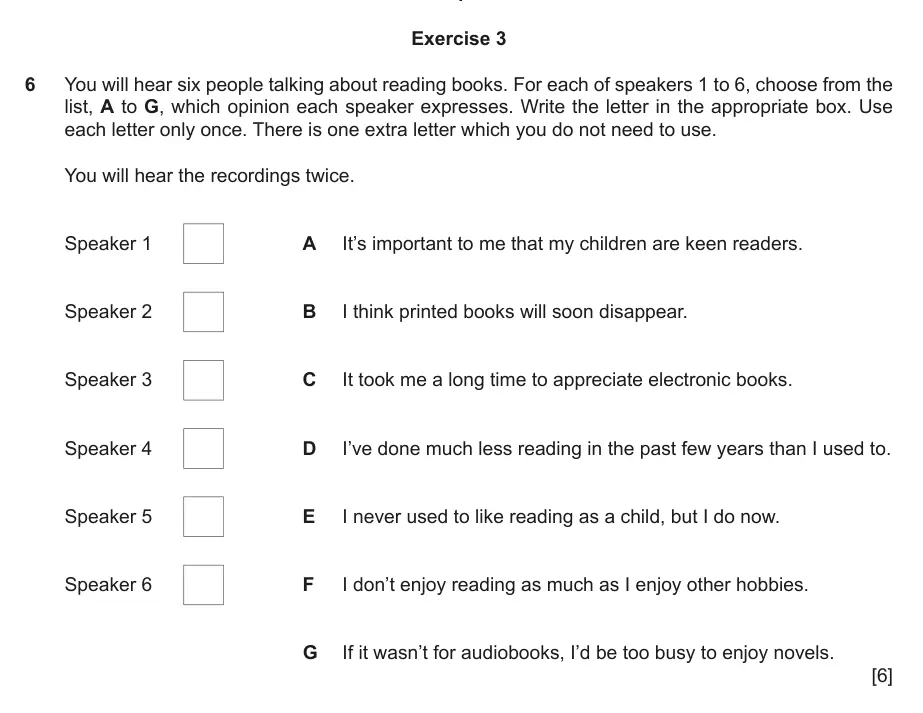 Exercise 3
6 You will hear six people talking about reading books. For each of speakers 1 to 6, choose from the
list, A to G, which opinion each speaker expresses. Write the letter in the appropriate box. Use
each letter only once. There is one extra letter which you do not need to use.
You will hear the recordings twice.
Speaker 1 A It’s important to me that my children are keen readers.
Speaker 2 B I think printed books will soon disappear.
Speaker 3 C It took me a long time to appreciate electronic books.
Speaker 4 D I’ve done much less reading in the past few years than I used to.
Speaker 5 E I never used to like reading as a child, but I do now.
Speaker 6 F I don’t enjoy reading as much as I enjoy other hobbies.
G If it wasn’t for audiobooks, I’d be too busy to enjoy novels.
[6]